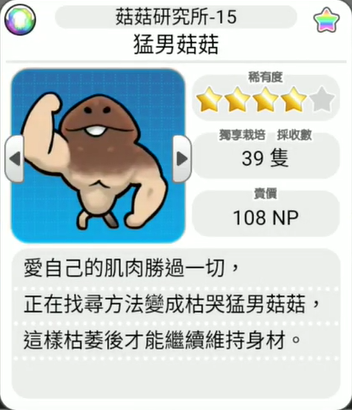 菇菇研究所-15
猛男菇菇
稀有度
獨享栽培 採收數
39 隻
賣價
108 NP
愛自己的肌肉勝過一切，
正在找尋方法變成枯哭猛男菇菇，
這樣枯萎後才能繼續維持身材。